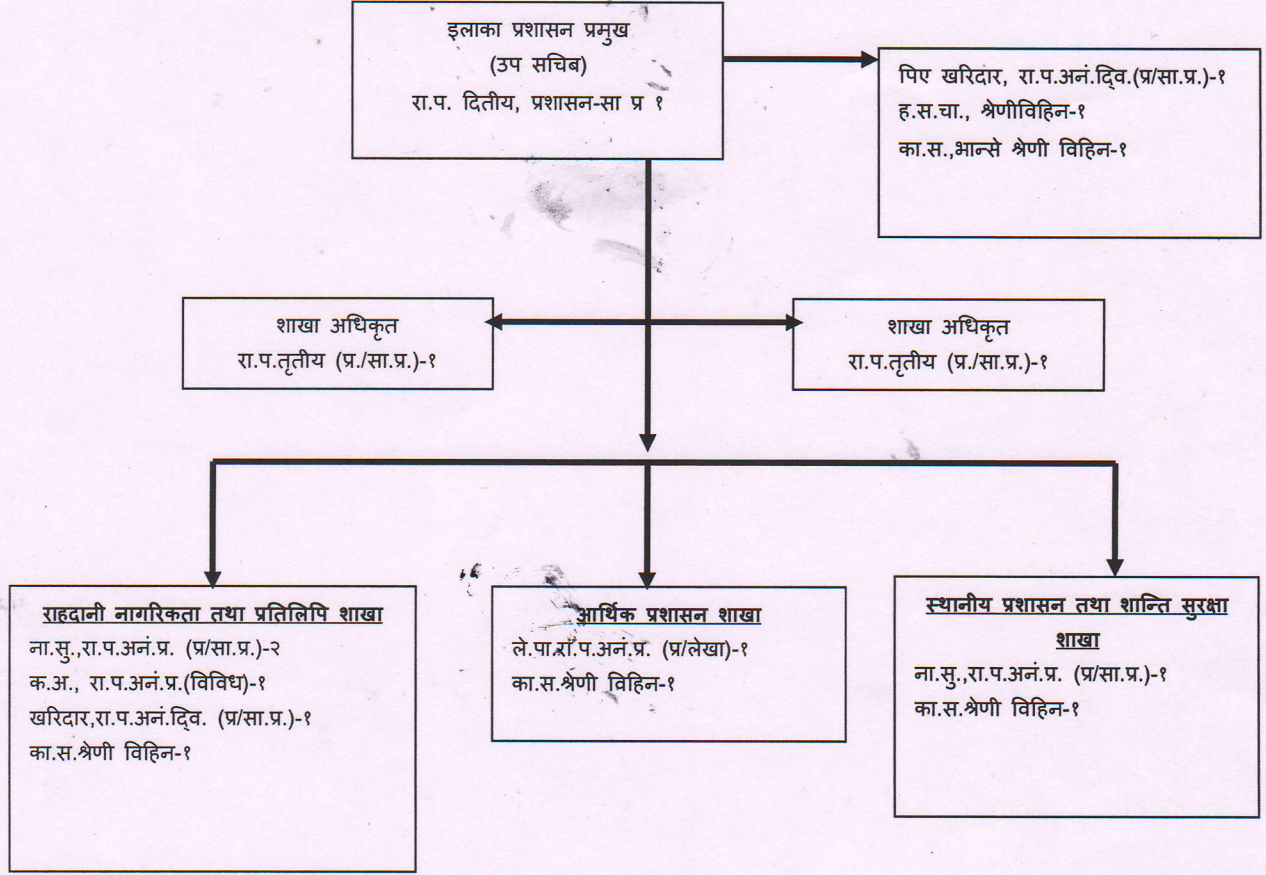 इलाका प्रशासन प्रमुख
(उप सचिब)
रा.प. दितीय, प्रशासन-सा प्र १
पिए खरिदार, रा.प.अनं.द्वि.(प्र/सा.प्र.)-१
ह.स.चा., श्रेणीविहिन-१
का.स.,भान्से श्रेणी विहिन-१
शाखा अधिकृत
रा.प.तृतीय (प्र./सा.प्र.)-१
शाखा अधिकृत
रा.प.तृतीय (प्र./सा.प्र.)-१
राहदानी नागरिकता तथा प्रतिलिपि शाखा
ना.सु.,रा.प.अनं.प्र. (प्र/सा.प्र.)-२
क.अ., रा.प.अनं.प्र.(विविध)-१
खरिदार,रा.प.अनं.द्वि. (प्र/सा.प्र.)-१
का.स.श्रेणी विहिन-१
आर्थिक प्रशासन शाखा
ले.पा.रा.प.अनं.प्र. (प्र/लेखा)-१
का.स.श्रेणी विहिन-१
स्थानीय प्रशासन तथा शान्ति सुरक्षा
शाखा
ना.सु.,रा.प.अनं.प्र. (प्र/सा.प्र.)-१
का.स.श्रेणी विहिन-१